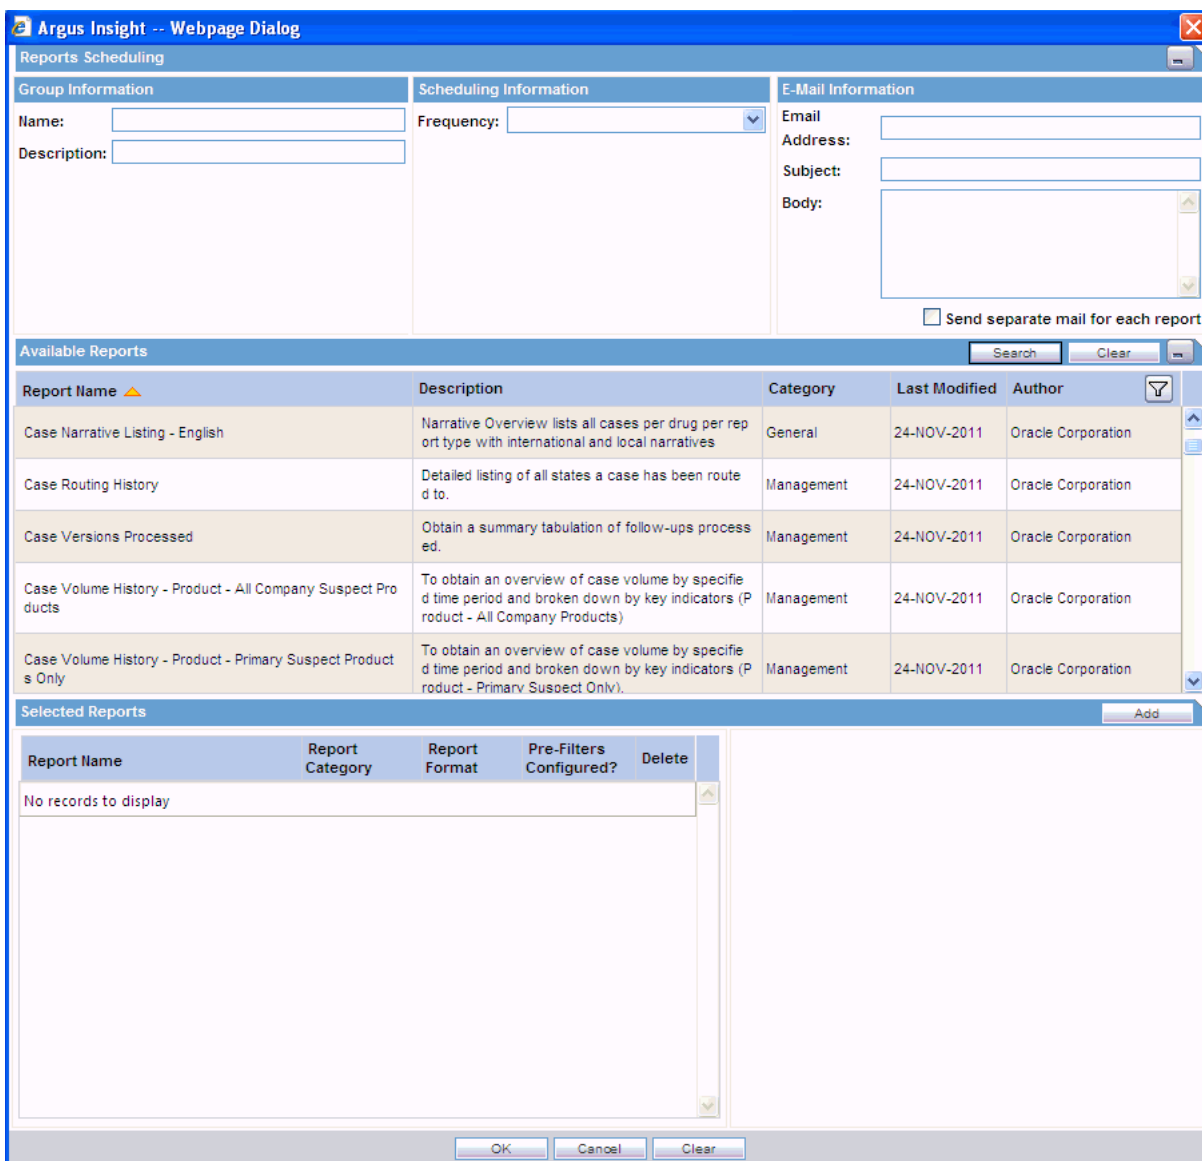 Argus Insight -- Webpage Dialog
Reports Scheduling
Group Information
Name:
Description:
Scheduling Information
Frequency:
E-Mail Information
Email
Address:
Subject:
Body:
Send separate mail for each report
Available Reports
Search
Clear
Report Name
Description
Category
Last Modified
Author
Case Narrative Listing - English
Narrative Overview lists all cases per drug per rep
ort type with international and local narratives
General
24-NOV-2011
Oracle Corporation
Case Routing History
Detailed listing of all states a case has been route
d to.
Management
24-NOV-2011
Oracle Corporation
Case Versions Processed
Obtain a summary tabulation of follow-ups process
ed.
Management
24-NOV-2011
Oracle Corporation
Case Volume History - Product - All Company Suspect Pro
ducts
To obtain an overview of case volume by specifie
d time period and broken down by key indicators (P
roduct - All Company Products)
Management
24-NOV-2011
Oracle Corporation
Case Volume History - Product - Primary Suspect Product
s Only
To obtain an overview of case volume by specifie
d time period and broken down by key indicators (P
roduct - Primary Suspect Only).
Management
24-NOV-2011
Oracle Corporation
Selected Reports
Add
Report Name
Report
Category
Report
Format
Pre-Filters
Configured?
Delete
No records to display
OK
Cancel
Clear